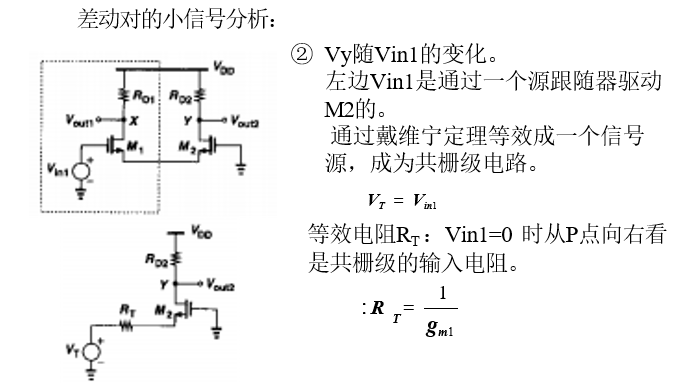 差动对的小信号分析：
② Vy随Vin1的变化。
左边Vin1是通过一个源跟随器驱动
M2的。
通过戴维宁定理等效成一个信号
源，成为共栅级电路。
V_T = V_in1
等效电阻R_T：Vin1=0 时从P点向右看
是共栅级的输入电阻。
:R_T = 1/g_m1
V_DD
R_D1 R_D2
V_out1 X Y V_out2
M_1 M_2
V_in1
V_DD
R_D2
Y V_out2
R_T M_2
V_T